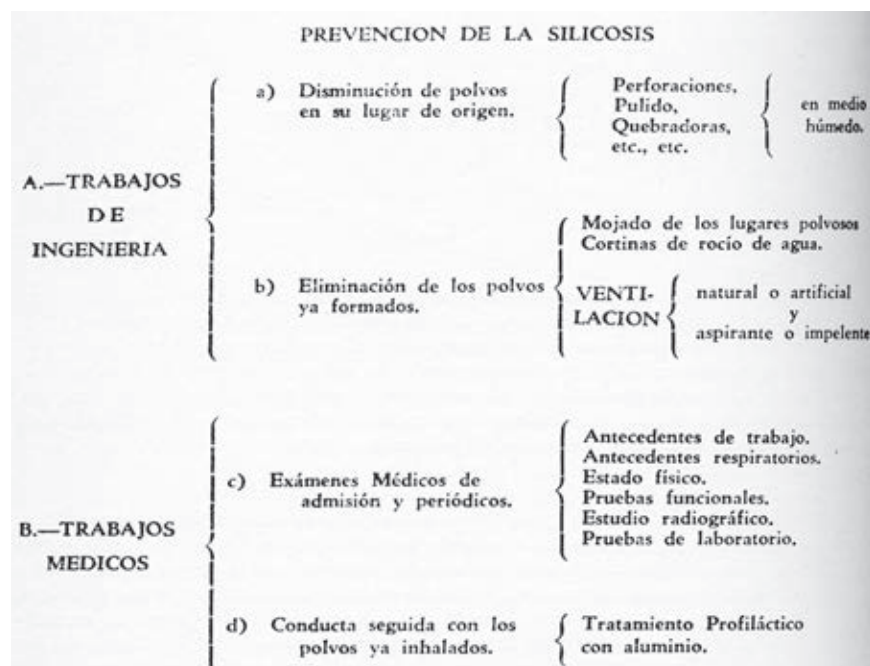 PREVENCION DE LA SILICOSIS
A.—TRABAJOS
DE
INGENIERIA
a) Disminución de polvos
en su lugar de origen.
Perforaciones,
Pulido,
Quebradoras,
etc., etc.
en medio
húmedo.
b) Eliminación de los polvos
ya formados.
Mojado de los lugares polvosos
Cortinas de rocío de agua.
VENTI-
LACION
natural o artificial
y
aspirante o impelente
B.—TRABAJOS
MEDICOS
c) Exámenes Médicos de
admisión y periódicos.
Antecedentes de trabajo.
Antecedentes respiratorios.
Estado físico.
Pruebas funcionales.
Estudio radiográfico.
Pruebas de laboratorio.
d) Conducta seguida con los
polvos ya inhalados.
Tratamiento Profiláctico
con aluminio.